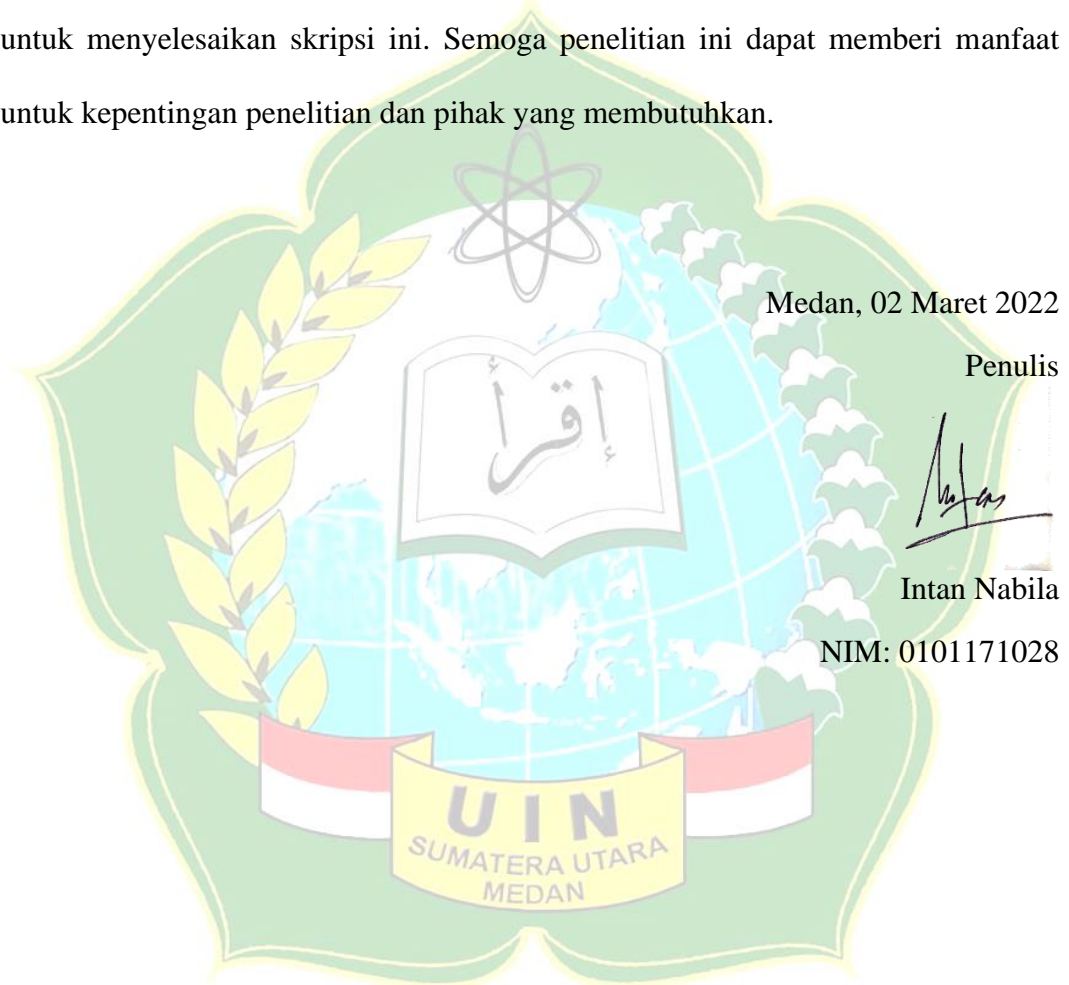 untuk menyelesaikan skripsi ini. Semoga penelitian ini dapat memberi manfaat
untuk kepentingan penelitian dan pihak yang membutuhkan.
Medan, 02 Maret 2022
Penulis
إقرأ
Intan Nabila
NIM: 0101171028
UIN
SUMATERA UTARA
MEDAN